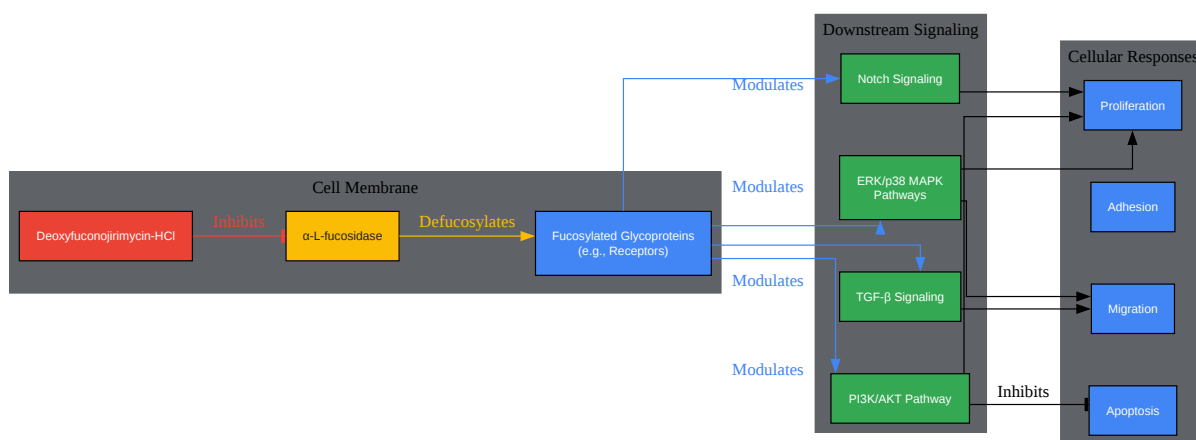 Downstream Signaling
Cellular Responses
Notch Signaling
Modulates
Proliferation
Cell Membrane
Modulates
ERK/p38 MAPK
Pathways
Adhesion
Deoxyfuconojirimycin-HCl
Inhibits
α-L-fucosidase
Defucosylates
Fucosylated Glycoproteins
(e.g., Receptors)
Modulates
TGF-β Signaling
Migration
Modulates
PI3K/AKT Pathway
Inhibits
Apoptosis